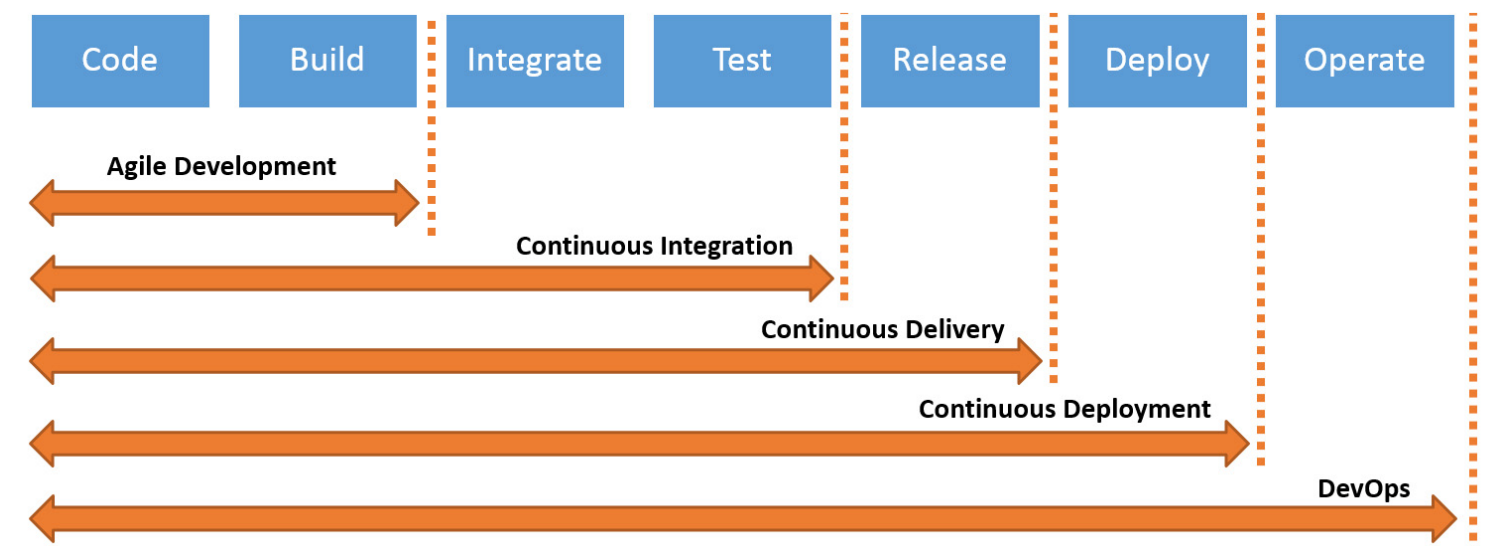 Code Build Integrate Test Release Deploy Operate
Agile Development
Continuous Integration
Continuous Delivery
Continuous Deployment
DevOps